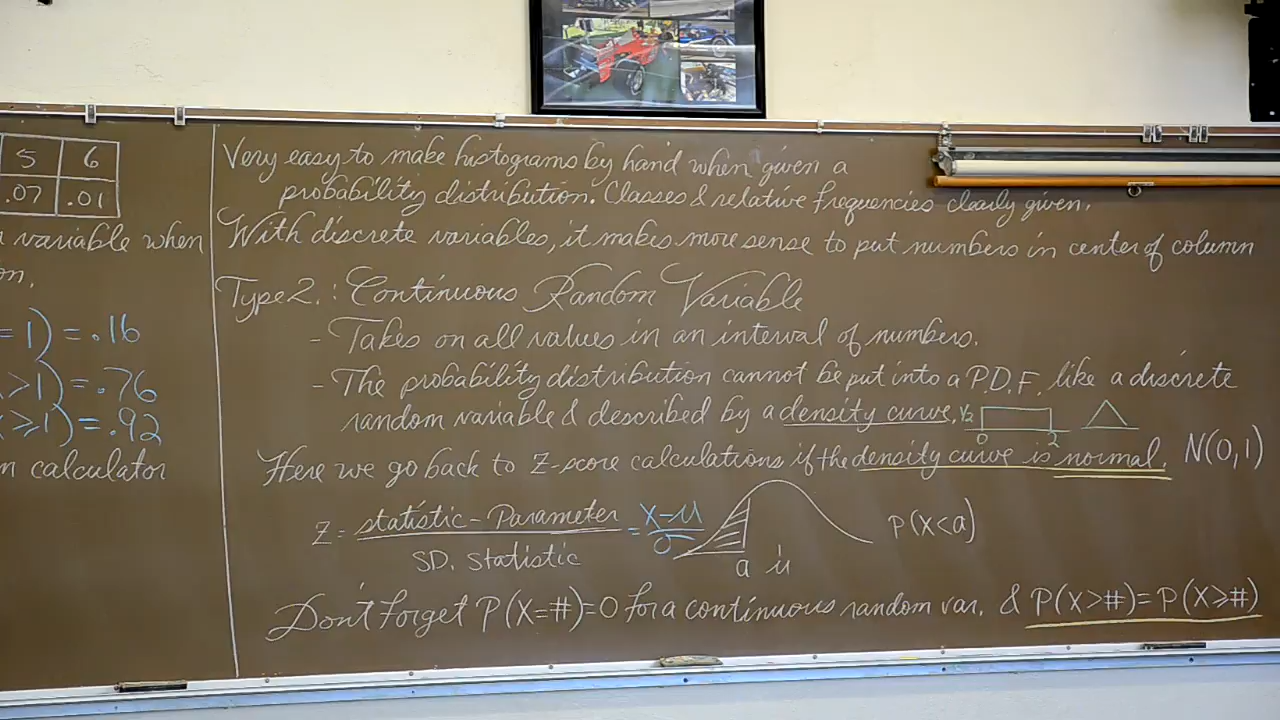 5 6
.07 .01
variable when
on.
=1) = .16
>1) = .76
≥1) = .92
n calculator
Very easy to make histograms by hand when given a
probability distribution. Classes & relative frequencies clearly given.
With discrete variables, it makes more sense to put numbers in center of column
Type 2. : Continuous Random Variable
- Takes on all values in an interval of numbers.
- The probability distribution cannot be put into a P.D.F. like a discrete
random variable & described by a density curve. 1/2 0 2
Here we go back to Z-score calculations if the density curve is normal. N(0,1)
Z = statistic - Parameter / SD. Statistic = X-μ / σ
a μ
P(X<a)
Don't Forget P(X=#)=0 for a continuous random var. & P(X>#)=P(X≥#)